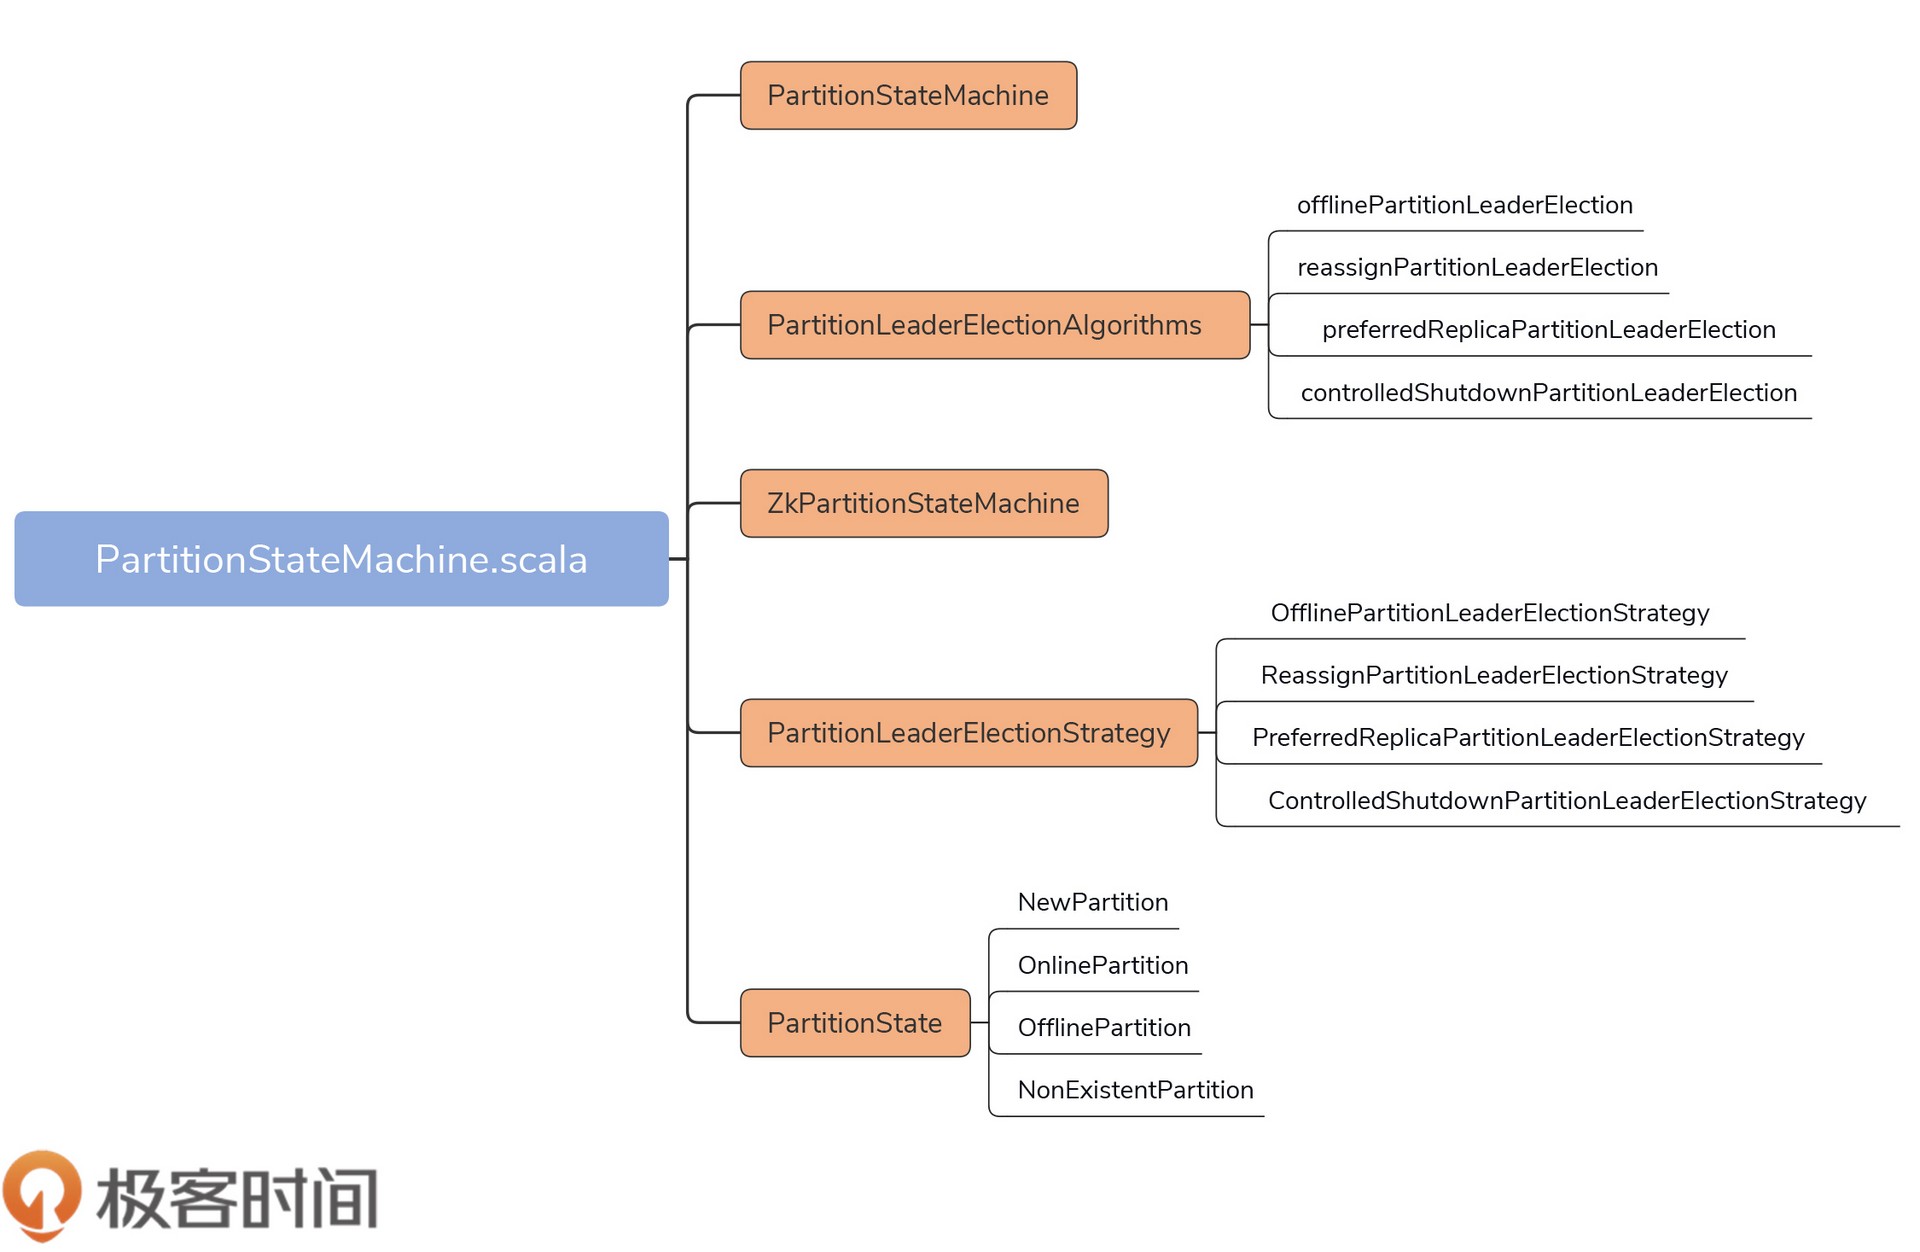 PartitionStateMachine.scala
PartitionStateMachine
PartitionLeaderElectionAlgorithms
offlinePartitionLeaderElection
reassignPartitionLeaderElection
preferredReplicaPartitionLeaderElection
controlledShutdownPartitionLeaderElection
ZkPartitionStateMachine
PartitionLeaderElectionStrategy
OfflinePartitionLeaderElectionStrategy
ReassignPartitionLeaderElectionStrategy
PreferredReplicaPartitionLeaderElectionStrategy
ControlledShutdownPartitionLeaderElectionStrategy
PartitionState
NewPartition
OnlinePartition
OfflinePartition
NonExistentPartition
极客时间